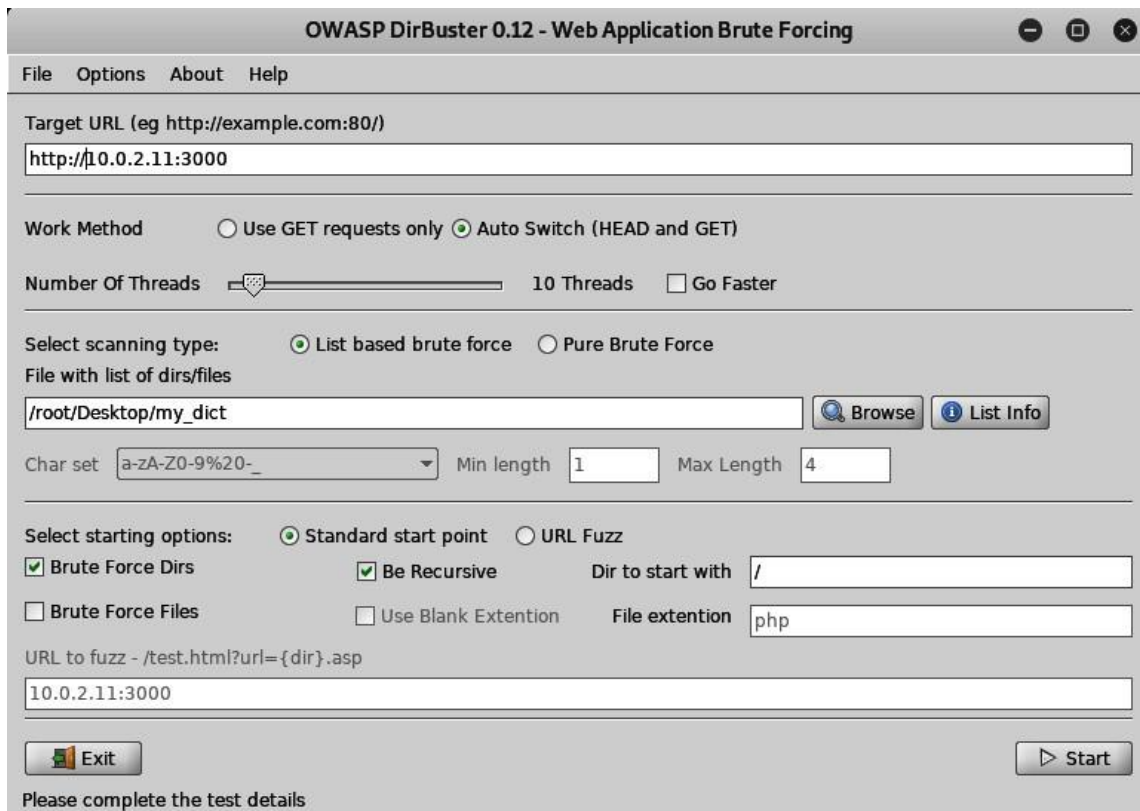 OWASP DirBuster 0.12 - Web Application Brute Forcing
File Options About Help
Target URL (eg http://example.com:80/)
http://10.0.2.11:3000
Work Method Use GET requests only Auto Switch (HEAD and GET)
Number Of Threads 10 Threads Go Faster
Select scanning type: List based brute force Pure Brute Force
File with list of dirs/files
/root/Desktop/my_dict Browse List Info
Char set a-zA-Z0-9%20-_ Min length 1 Max Length 4
Select starting options: Standard start point URL Fuzz
Brute Force Dirs Be Recursive Dir to start with /
Brute Force Files Use Blank Extention File extention php
URL to fuzz - /test.html?url={dir}.asp
10.0.2.11:3000
Exit Start
Please complete the test details